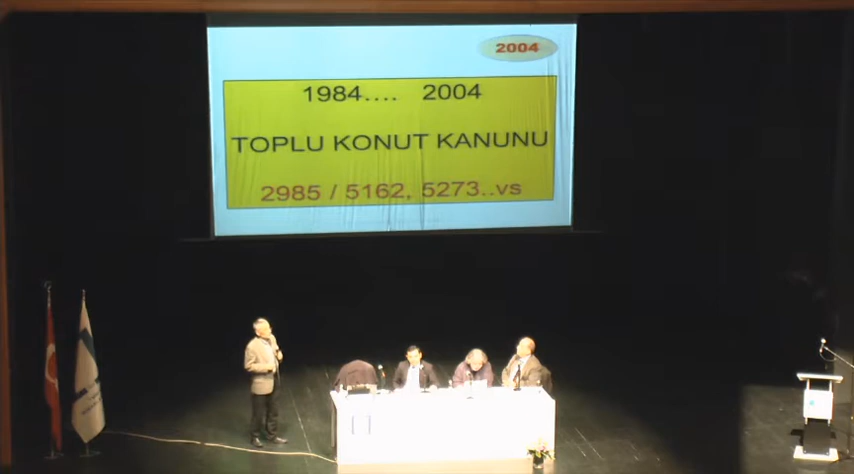 2004
1984.... 2004
TOPLU KONUT KANUNU
2985 / 5162, 5273..vs